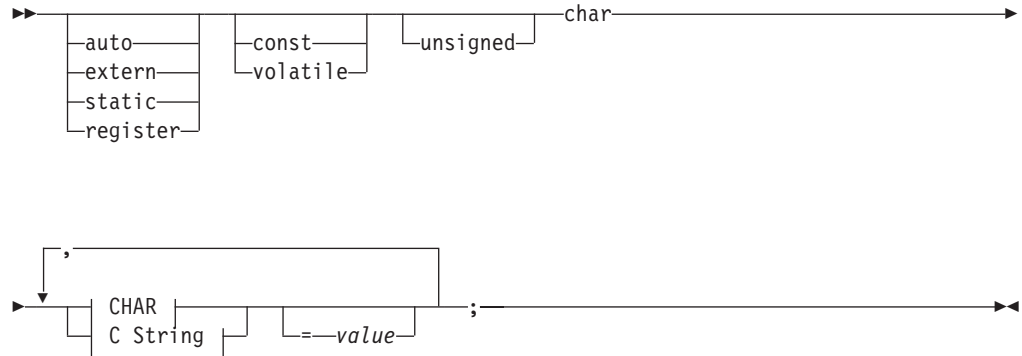 char
auto const unsigned
extern volatile
static
register
,
CHAR ;
C String =value